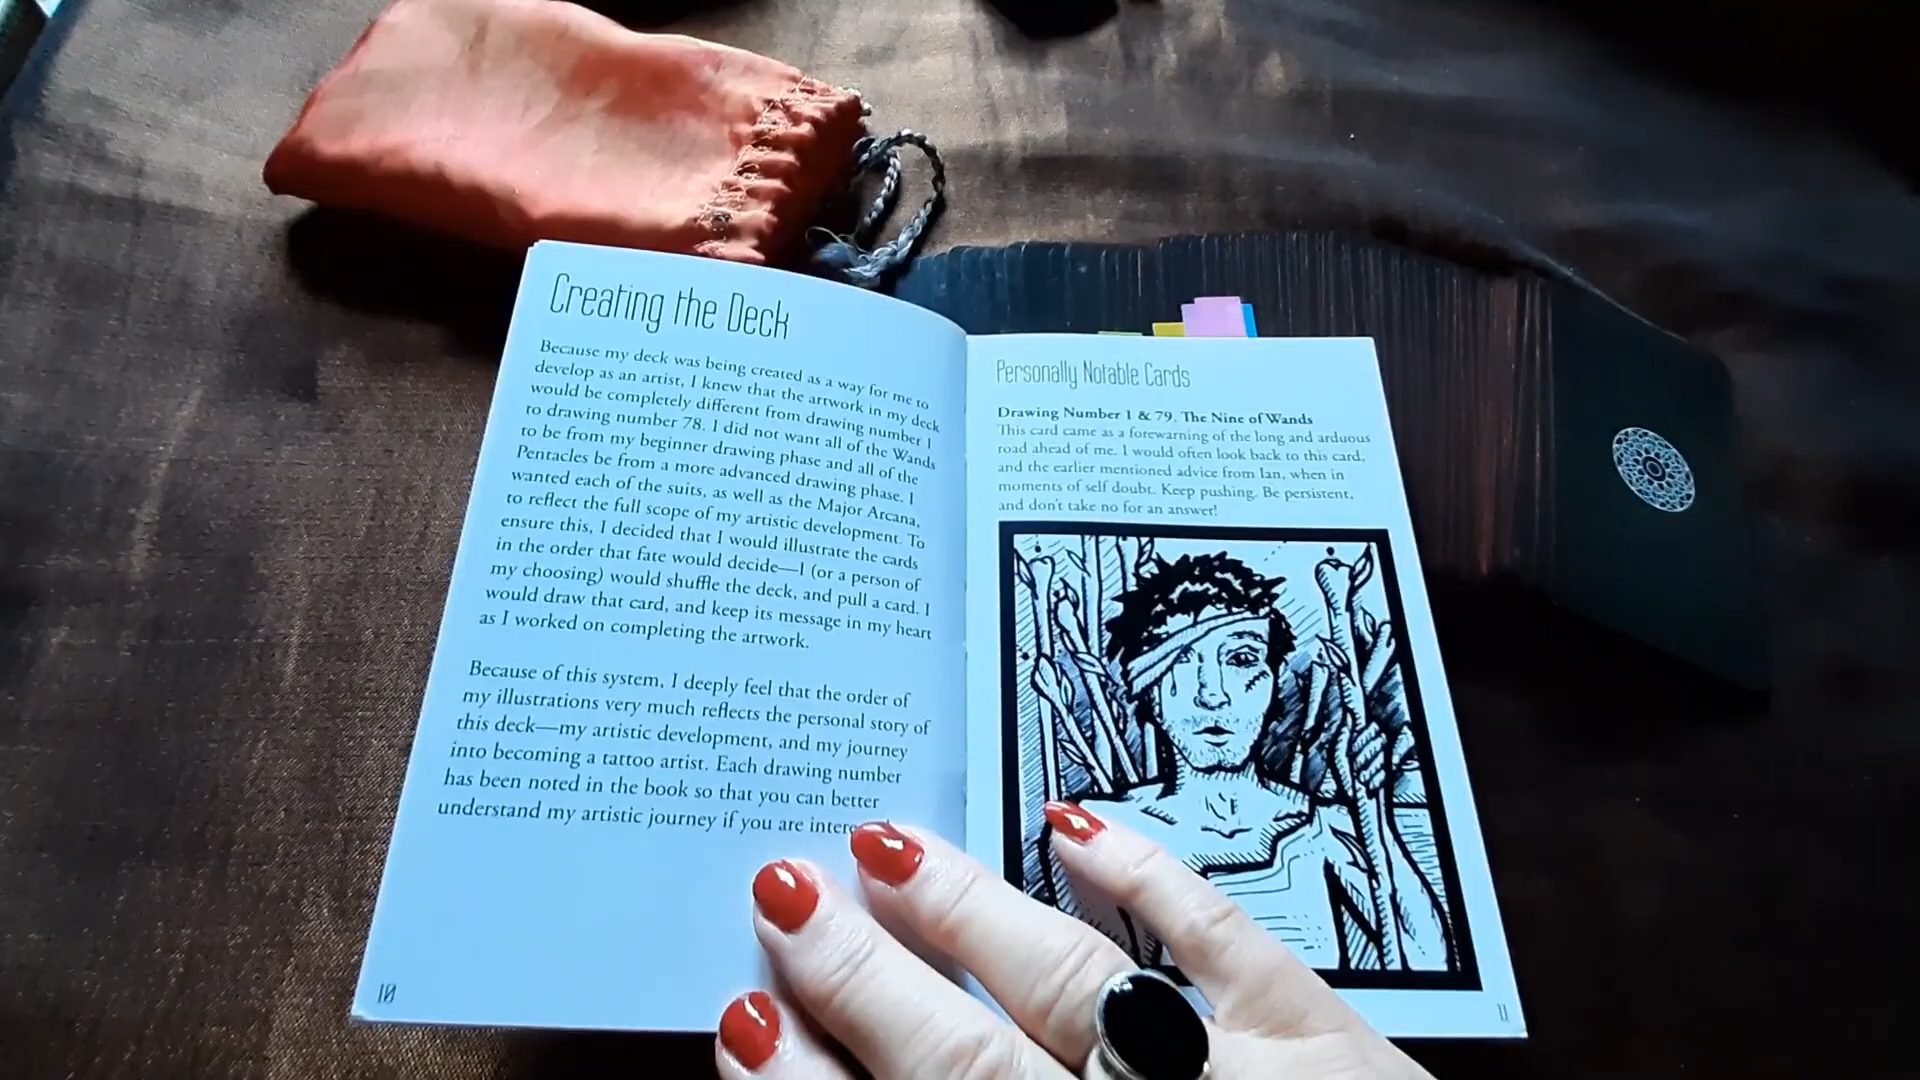 Creating the Deck
Because my deck was being created as a way for me to
develop as an artist, I knew that the artwork in my deck
would be completely different from drawing number 1
to drawing number 78. I did not want all of the Wands
to be from my beginner drawing phase and all of the
Pentacles be from a more advanced drawing phase. I
wanted each of the suits, as well as the Major Arcana,
to reflect the full scope of my artistic development. To
ensure this, I decided that I would illustrate the cards
in the order that fate would decide—I (or a person of
my choosing) would shuffle the deck, and pull a card. I
would draw that card, and keep its message in my heart
as I worked on completing the artwork.
Because of this system, I deeply feel that the order of
my illustrations very much reflects the personal story of
this deck—my artistic development, and my journey
into becoming a tattoo artist. Each drawing number
has been noted in the book so that you can better
understand my artistic journey if you are
10
Personally Notable Cards
Drawing Number 1 & 79. The Nine of Wands
This card came as a forewarning of the long and arduous
road ahead of me. I would often look back to this card,
and the earlier mentioned advice from Ian, when in
moments of self doubt. Keep pushing. Be persistent,
and don't take no for an answer!
11